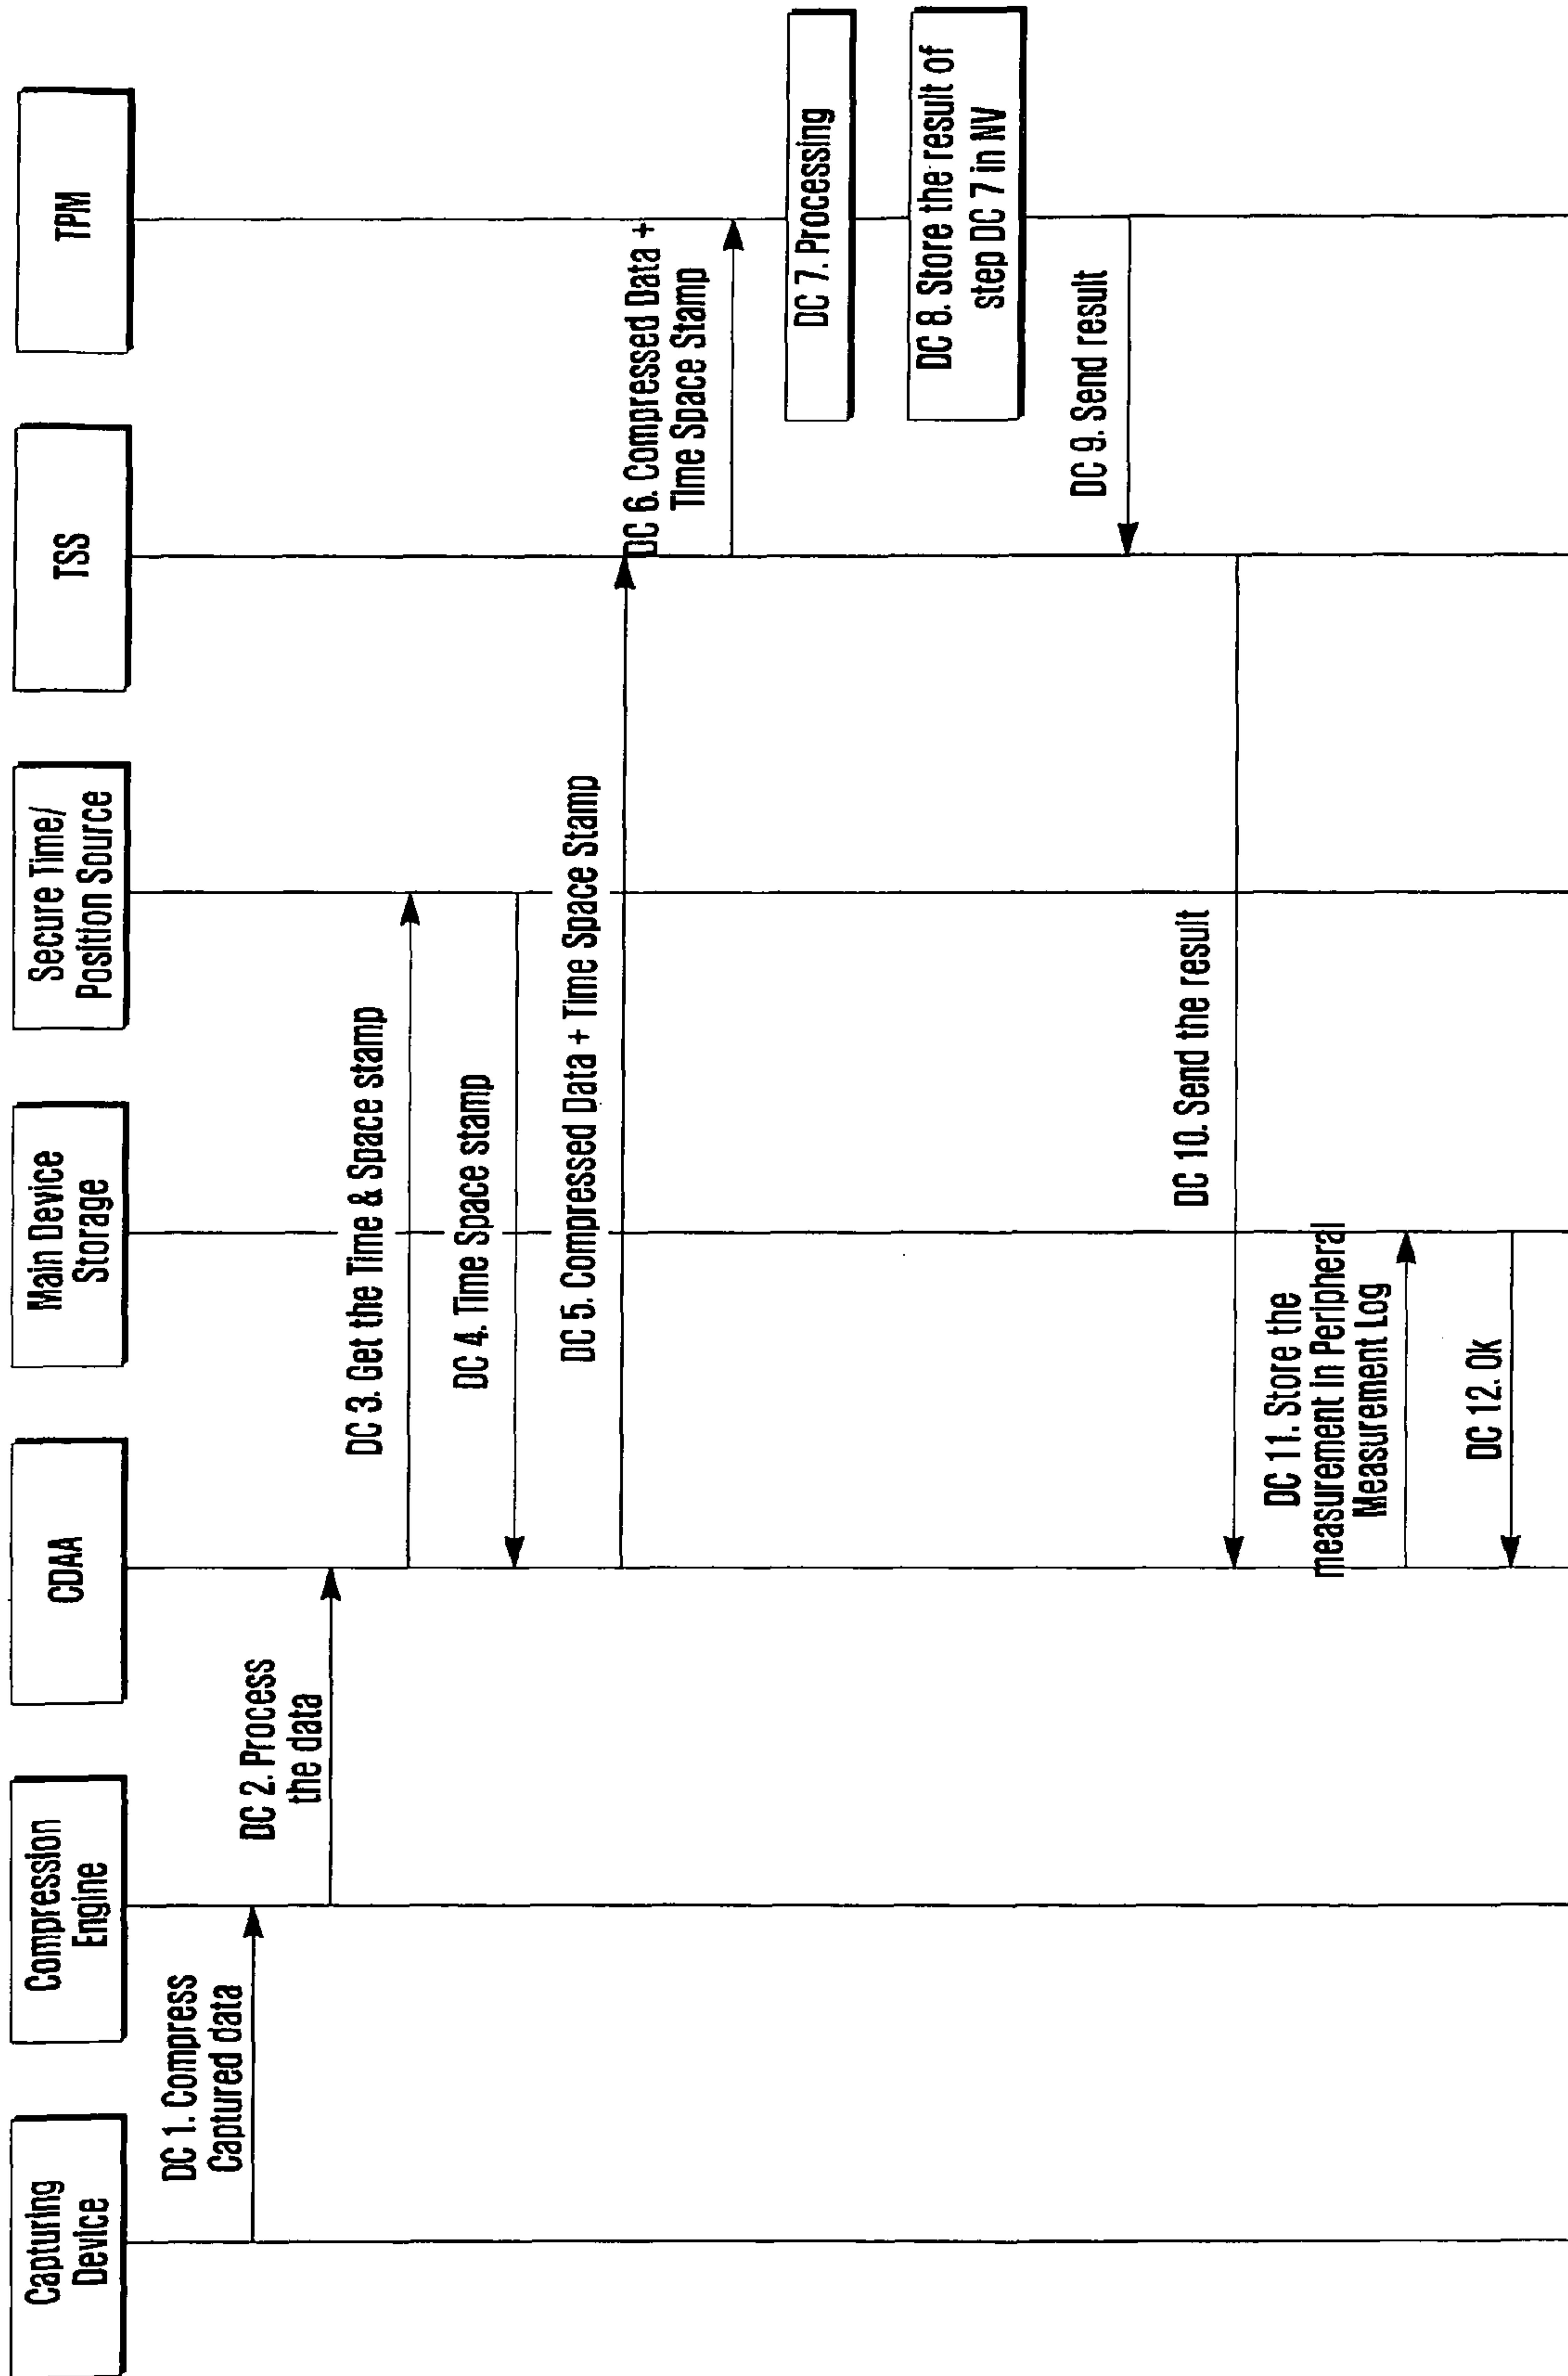 Capturing
Device
Compression
Engine
CDAA
Main Device
Storage
Secure Time/
Position Source
TSS
TPM
DC 1. Compress
Captured data
DC 2. Process
the data
DC 3. Get the Time & Space stamp
DC 4. Time Space stamp
DC 5. Compressed Data + Time Space Stamp
DC 6. Compressed Data +
Time Space Stamp
DC 7. Processing
DC 8. Store the result of
step DC 7 in NV
DC 9. Send result
DC 10. Send the result
DC 11. Store the
measurement in Peripheral
Measurement Log
DC 12. Ok